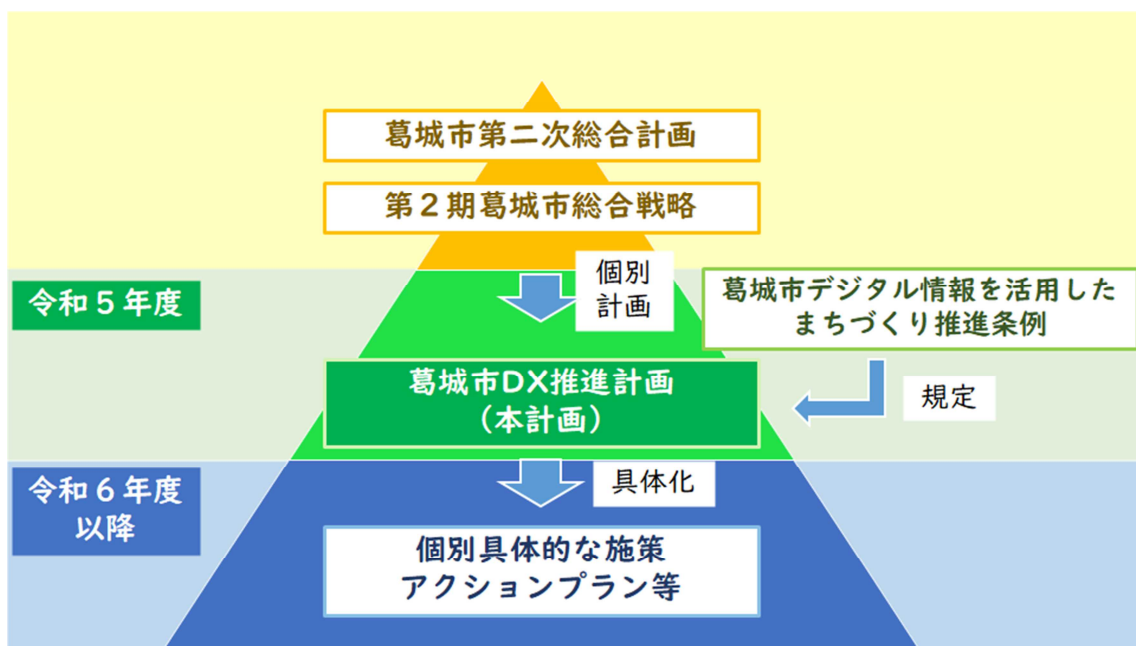 葛城市第二次総合計画
第２期葛城市総合戦略
令和５年度
個別
計画
葛城市デジタル情報を活用した
まちづくり推進条例
葛城市DX推進計画
（本計画）
規定
令和６年度
以降
具体化
個別具体的な施策
アクションプラン等